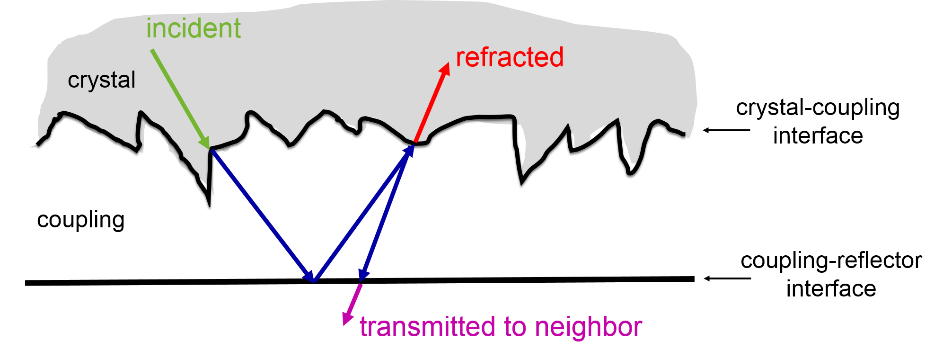 incident
refracted
crystal
crystal-coupling
interface
coupling
coupling-reflector
interface
transmitted to neighbor